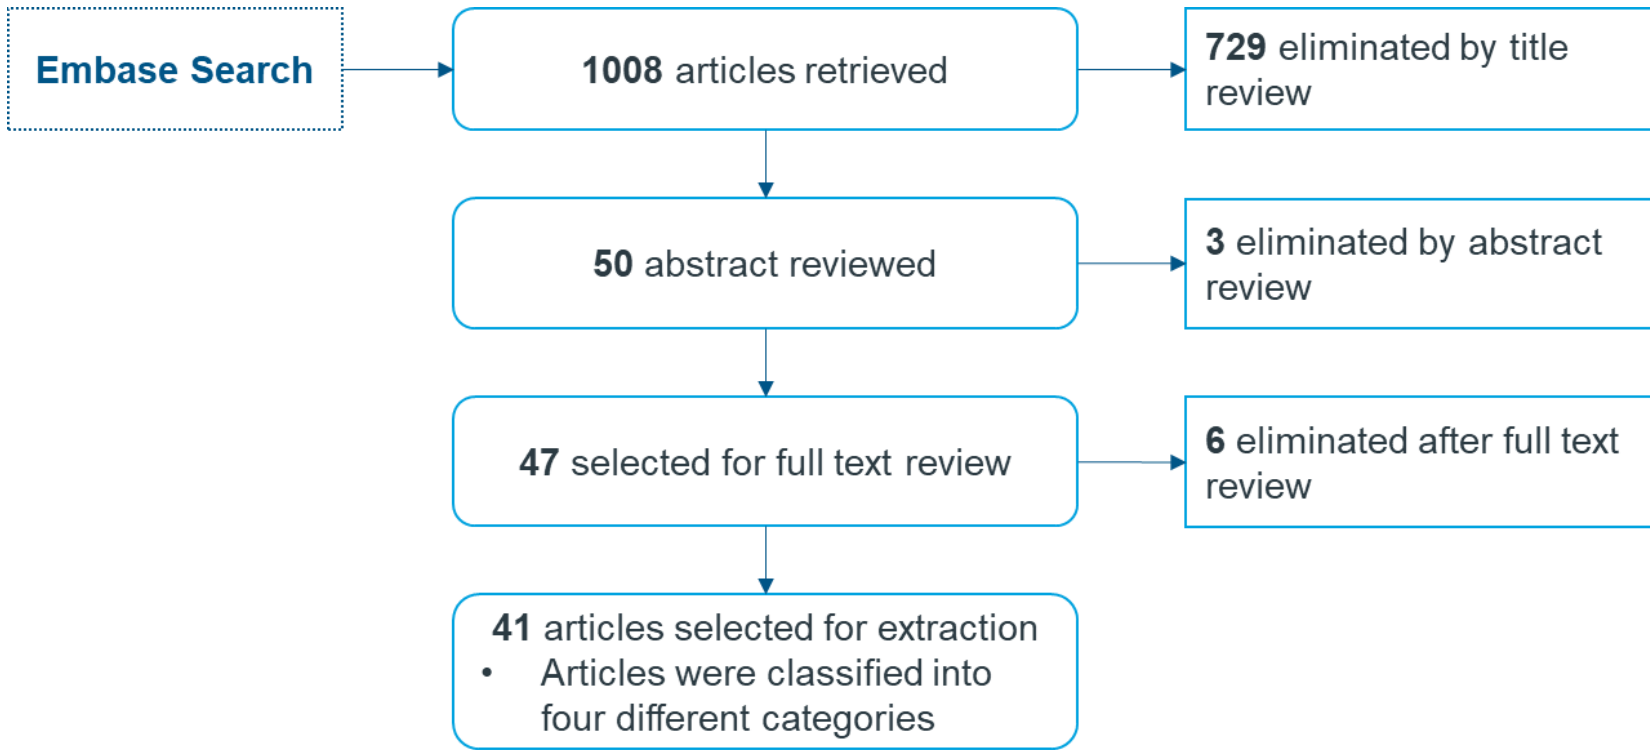 Embase Search
1008 articles retrieved
729 eliminated by title
review
50 abstract reviewed
3 eliminated by abstract
review
47 selected for full text review
6 eliminated after full text
review
41 articles selected for extraction
• Articles were classified into
four different categories